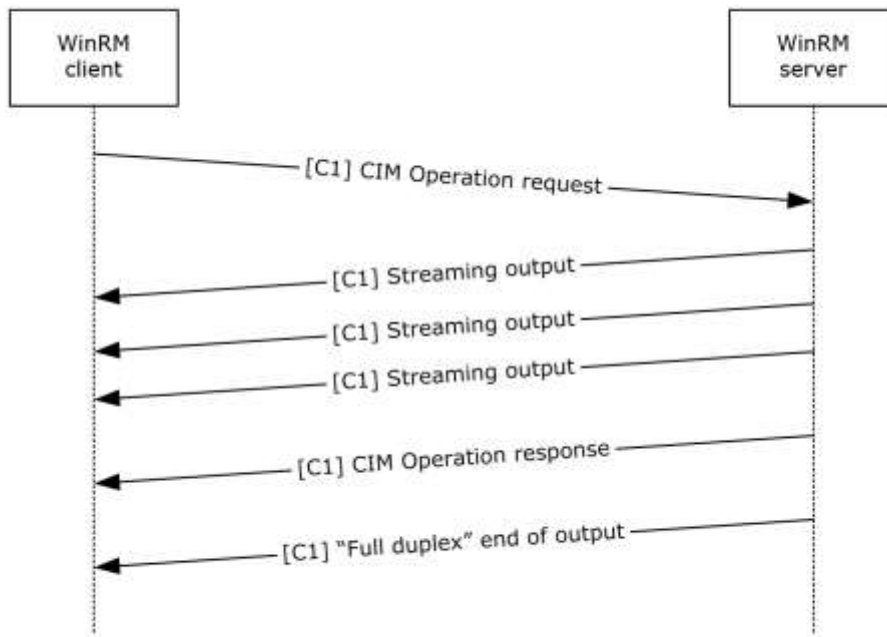 WinRM
client
WinRM
server
[C1] CIM Operation request
[C1] Streaming output
[C1] Streaming output
[C1] Streaming output
[C1] CIM Operation response
[C1] “Full duplex” end of output